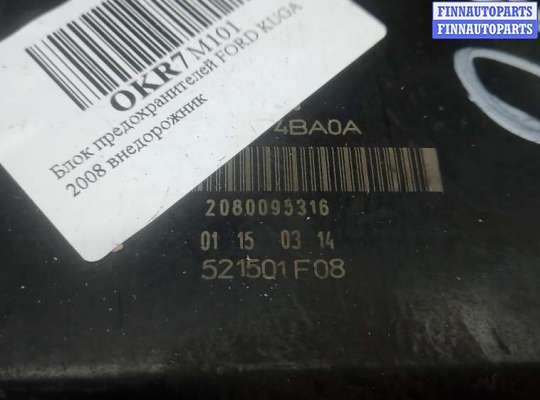 FINNAUTOPARTS
FINNAUTOPARTS
OKR7M101
Блок предохранителей FORD KUGA
2008 внедорожник
4BA0A
2080095316
01 15 03 14
521501F08